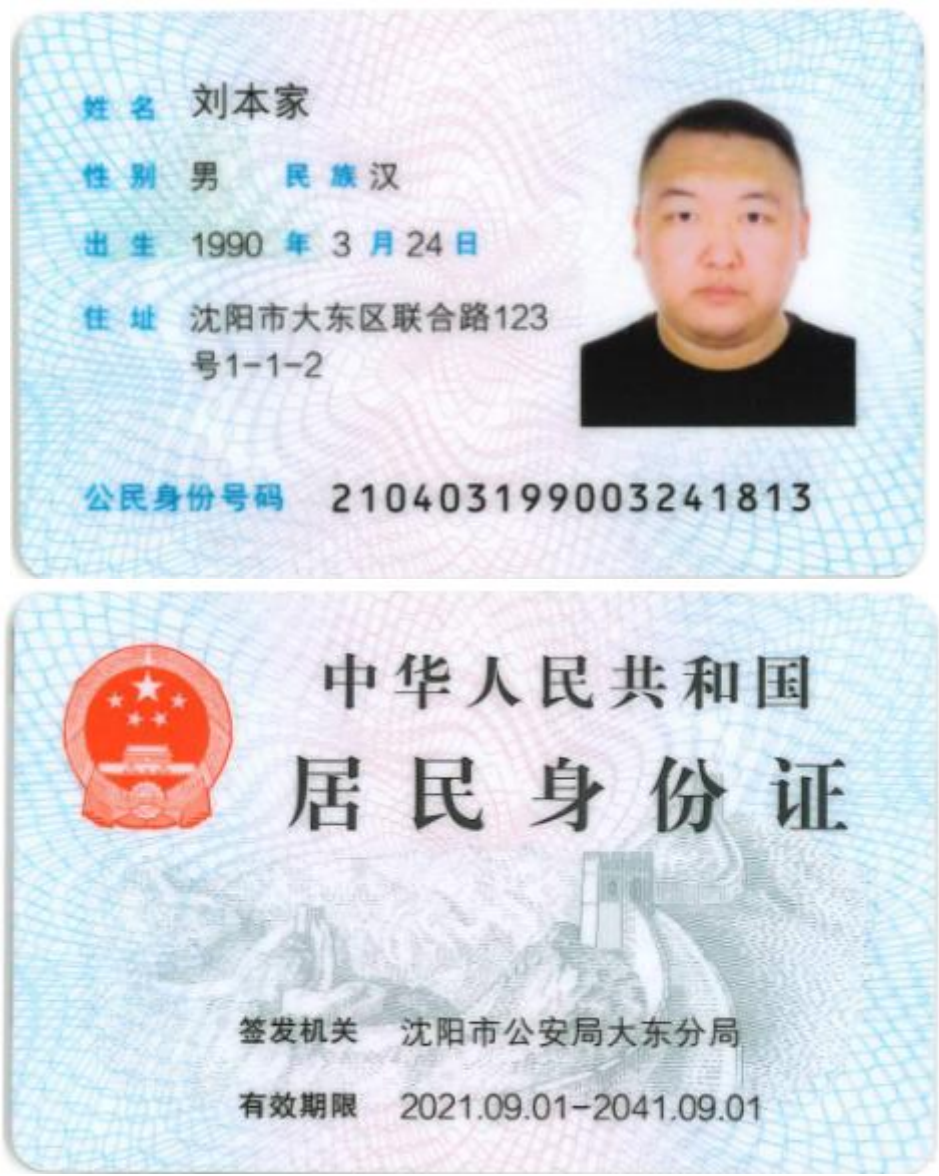 姓名 刘本家
性别 男 民族 汉
出生 1990 年 3 月 24 日
住址 沈阳市大东区联合路123
号1-1-2
公民身份号码 210403199003241813
中华人民共和国
居民身份证
签发机关 沈阳市公安局大东分局
有效期限 2021.09.01-2041.09.01